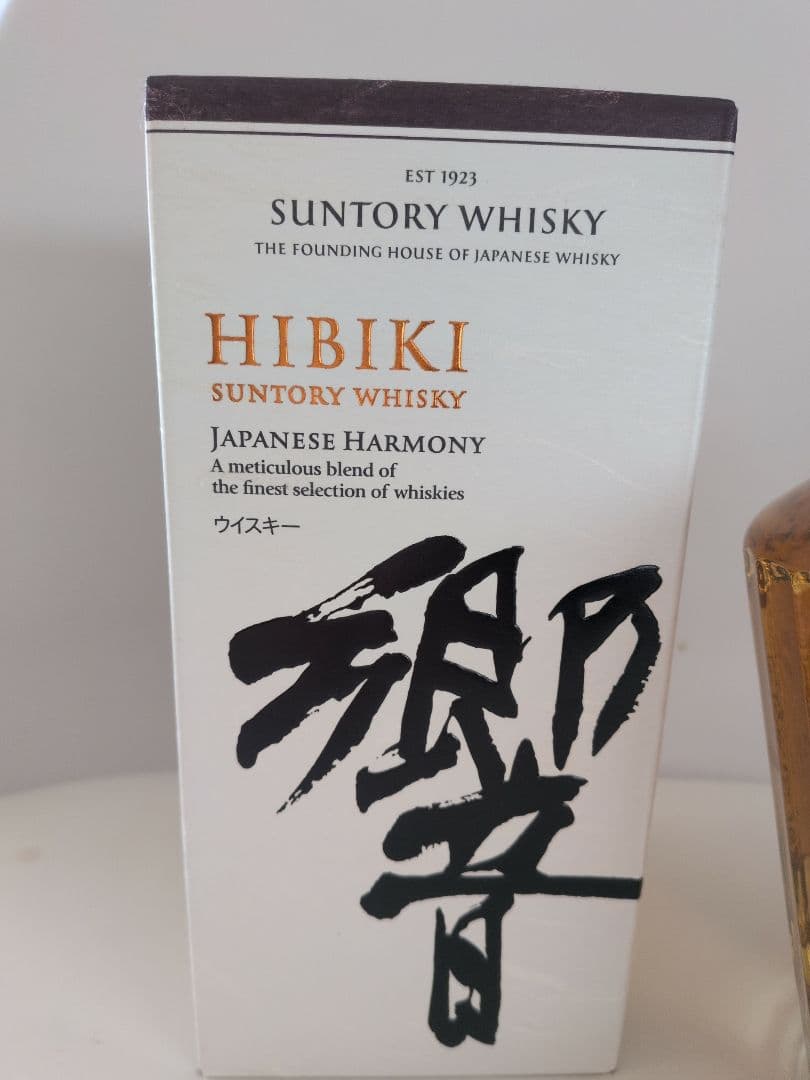 EST 1923
SUNTORY WHISKY
THE FOUNDING HOUSE OF JAPANESE WHISKY
HIBIKI
SUNTORY WHISKY
JAPANESE HARMONY
A meticulous blend of
the finest selection of whiskies
ウイスキー
響